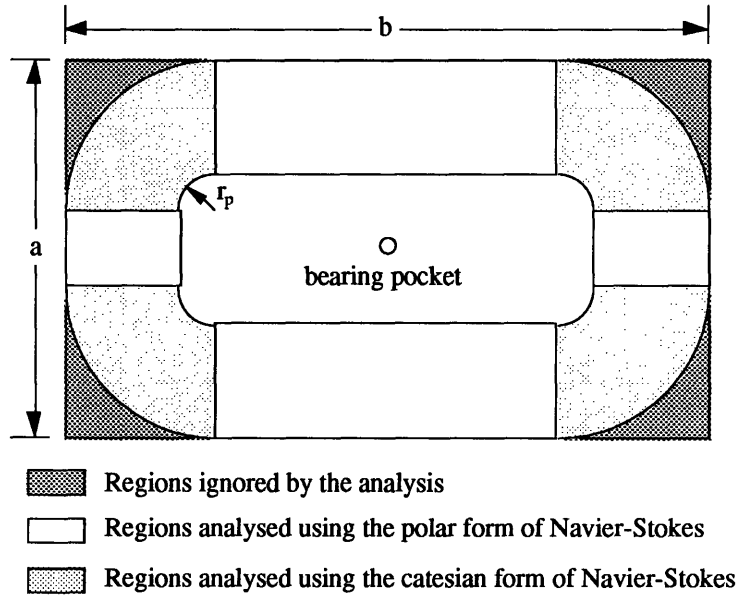 b
a
r_p
bearing pocket
Regions ignored by the analysis
Regions analysed using the polar form of Navier-Stokes
Regions analysed using the catesian form of Navier-Stokes